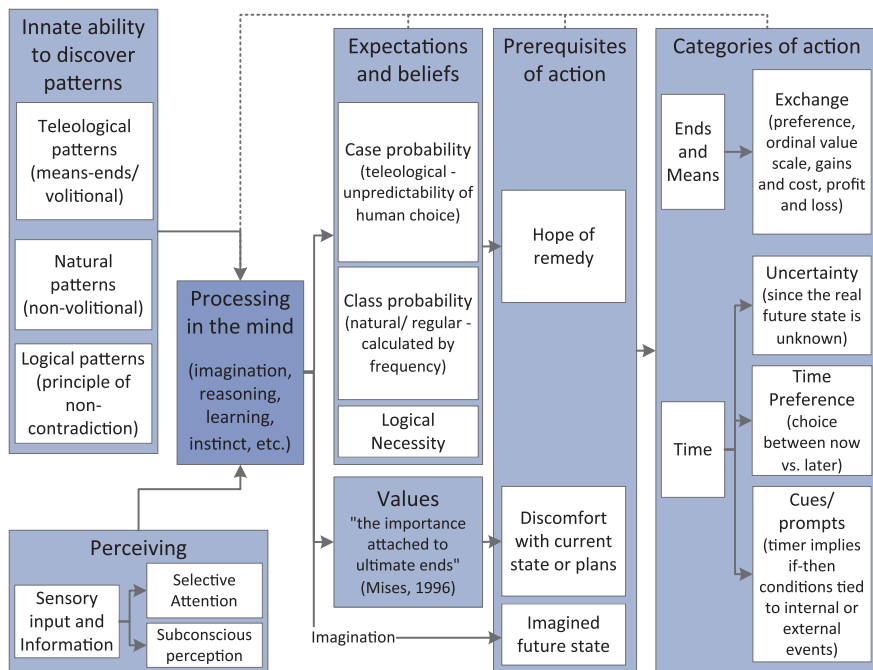 Innate ability
to discover
patterns
Teleological
patterns
(means-ends/
volitional)
Natural
patterns
(non-volitional)
Logical patterns
(principle of
non-
contradiction)
Perceiving
Sensory
input and
Information
Selective
Attention
Subconscious
perception
Processing
in the mind
(imagination,
reasoning,
learning,
instinct, etc.)
Expectations
and beliefs
Case probability
(teleological -
unpredictability of
human choice)
Class probability
(natural/ regular -
calculated by
frequency)
Logical
Necessity
Values
"the importance
attached to
ultimate ends"
(Mises, 1996)
Imagination
Prerequisites
of action
Hope of
remedy
Discomfort
with current
state or plans
Imagined
future state
Categories of action
Ends
and
Means
Exchange
(preference,
ordinal value
scale, gains
and cost, profit
and loss)
Time
Uncertainty
(since the real
future state is
unknown)
Time
Preference
(choice
between now
vs. later)
Cues/
prompts
(timer implies
if-then
conditions tied
to internal or
external
events)